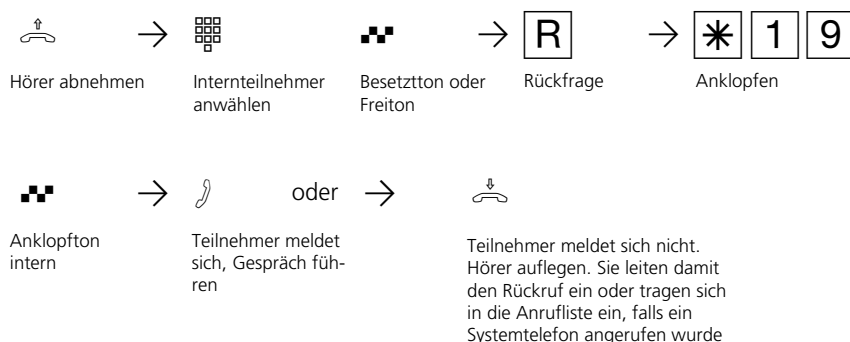 R
* 1 9
Hörer abnehmen
Internteilnehmer
anwählen
Besetztton oder
Freiton
Rückfrage
Anklopfen
oder
Anklopfton
intern
Teilnehmer meldet
sich, Gespräch füh-
ren
Teilnehmer meldet sich nicht.
Hörer auflegen. Sie leiten damit
den Rückruf ein oder tragen sich
in die Anrufliste ein, falls ein
Systemtelefon angerufen wurde